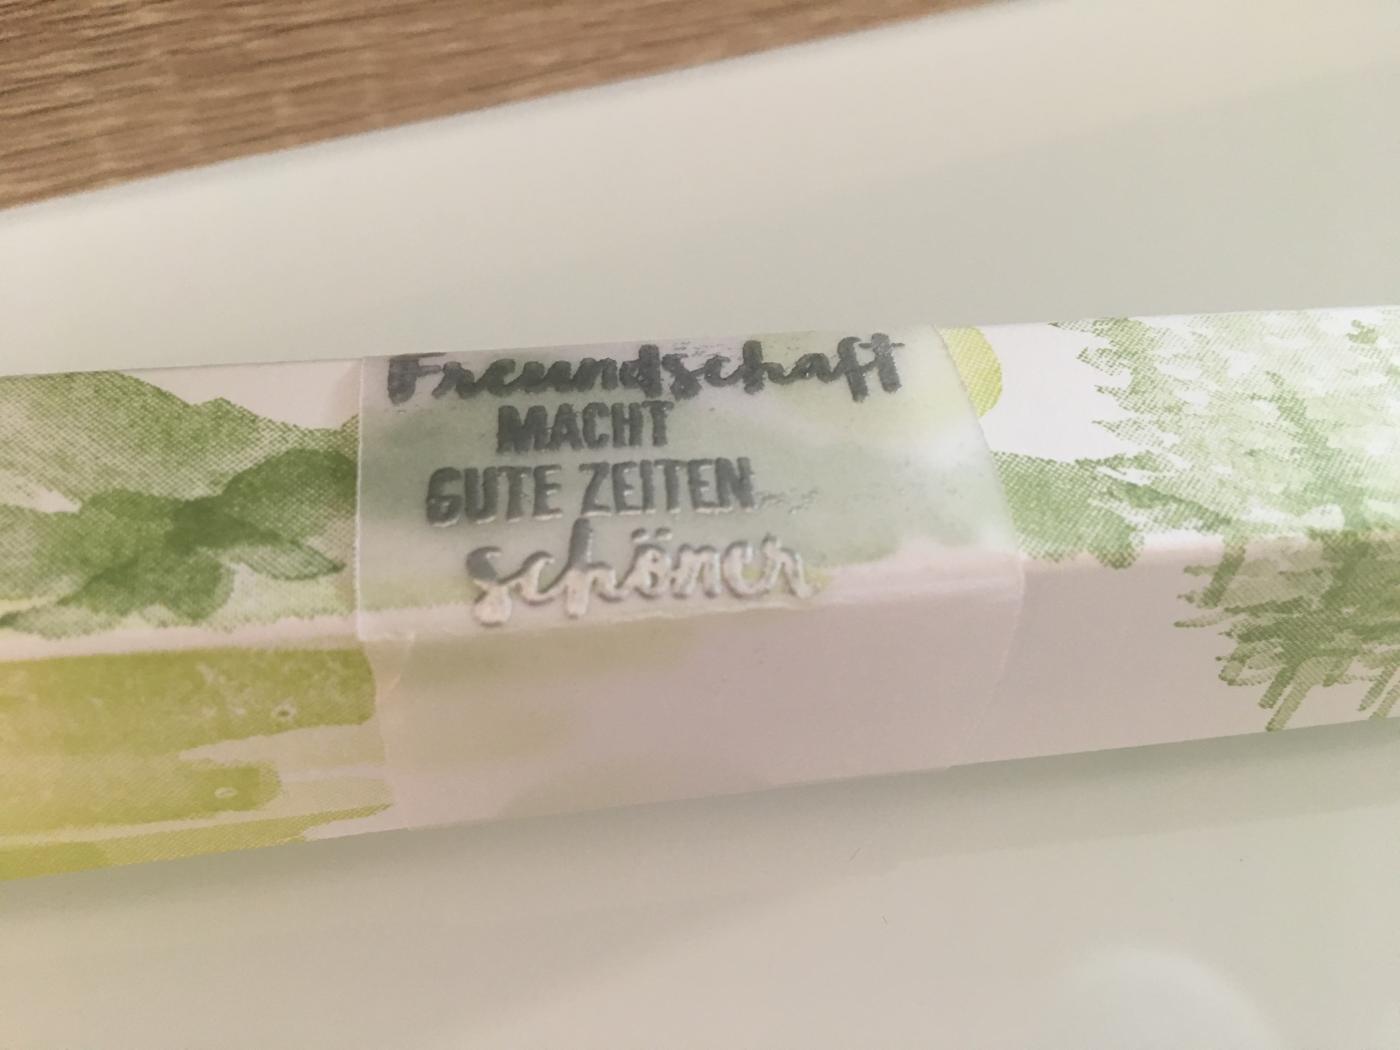 Freundschaft
MACHT
GUTE ZEITEN
schöner